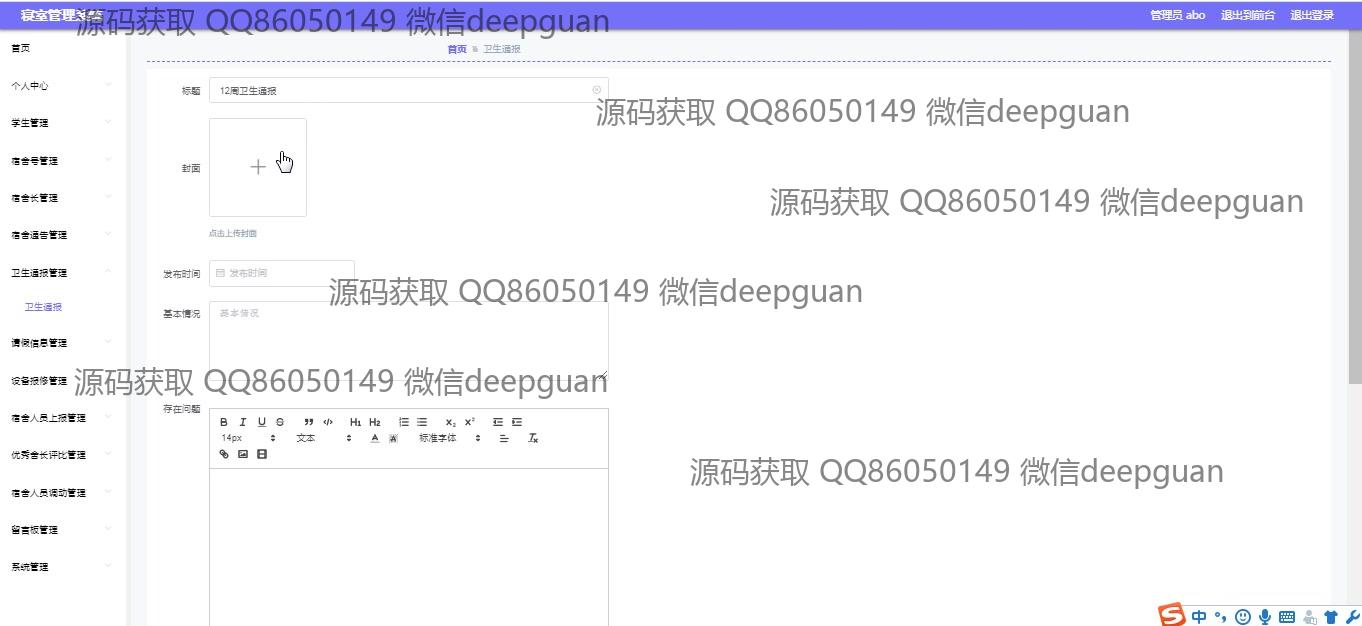 寝室管理系统
源码获取 QQ86050149 微信deepguan
管理员 abo 退出到前台 退出登录
首页
首页 卫生通报
个人中心
标题 12周卫生通报
源码获取 QQ86050149 微信deepguan
学生管理
宿舍号管理
封面
宿舍长管理
源码获取 QQ86050149 微信deepguan
宿舍通告管理
点击上传封面
卫生通报管理
发布时间 发布时间
源码获取 QQ86050149 微信deepguan
卫生通报
基本情况 基本情况
请假信息管理
设备报修管理
源码获取 QQ86050149 微信deepguan
存在问题
宿舍人员上报管理
B I U S ” </> H1 H2 X2 X2
14px 文本 A A 标准字体 Tx
优秀舍长评比管理
源码获取 QQ86050149 微信deepguan
宿舍人员调动管理
留言板管理
系统管理
S 中